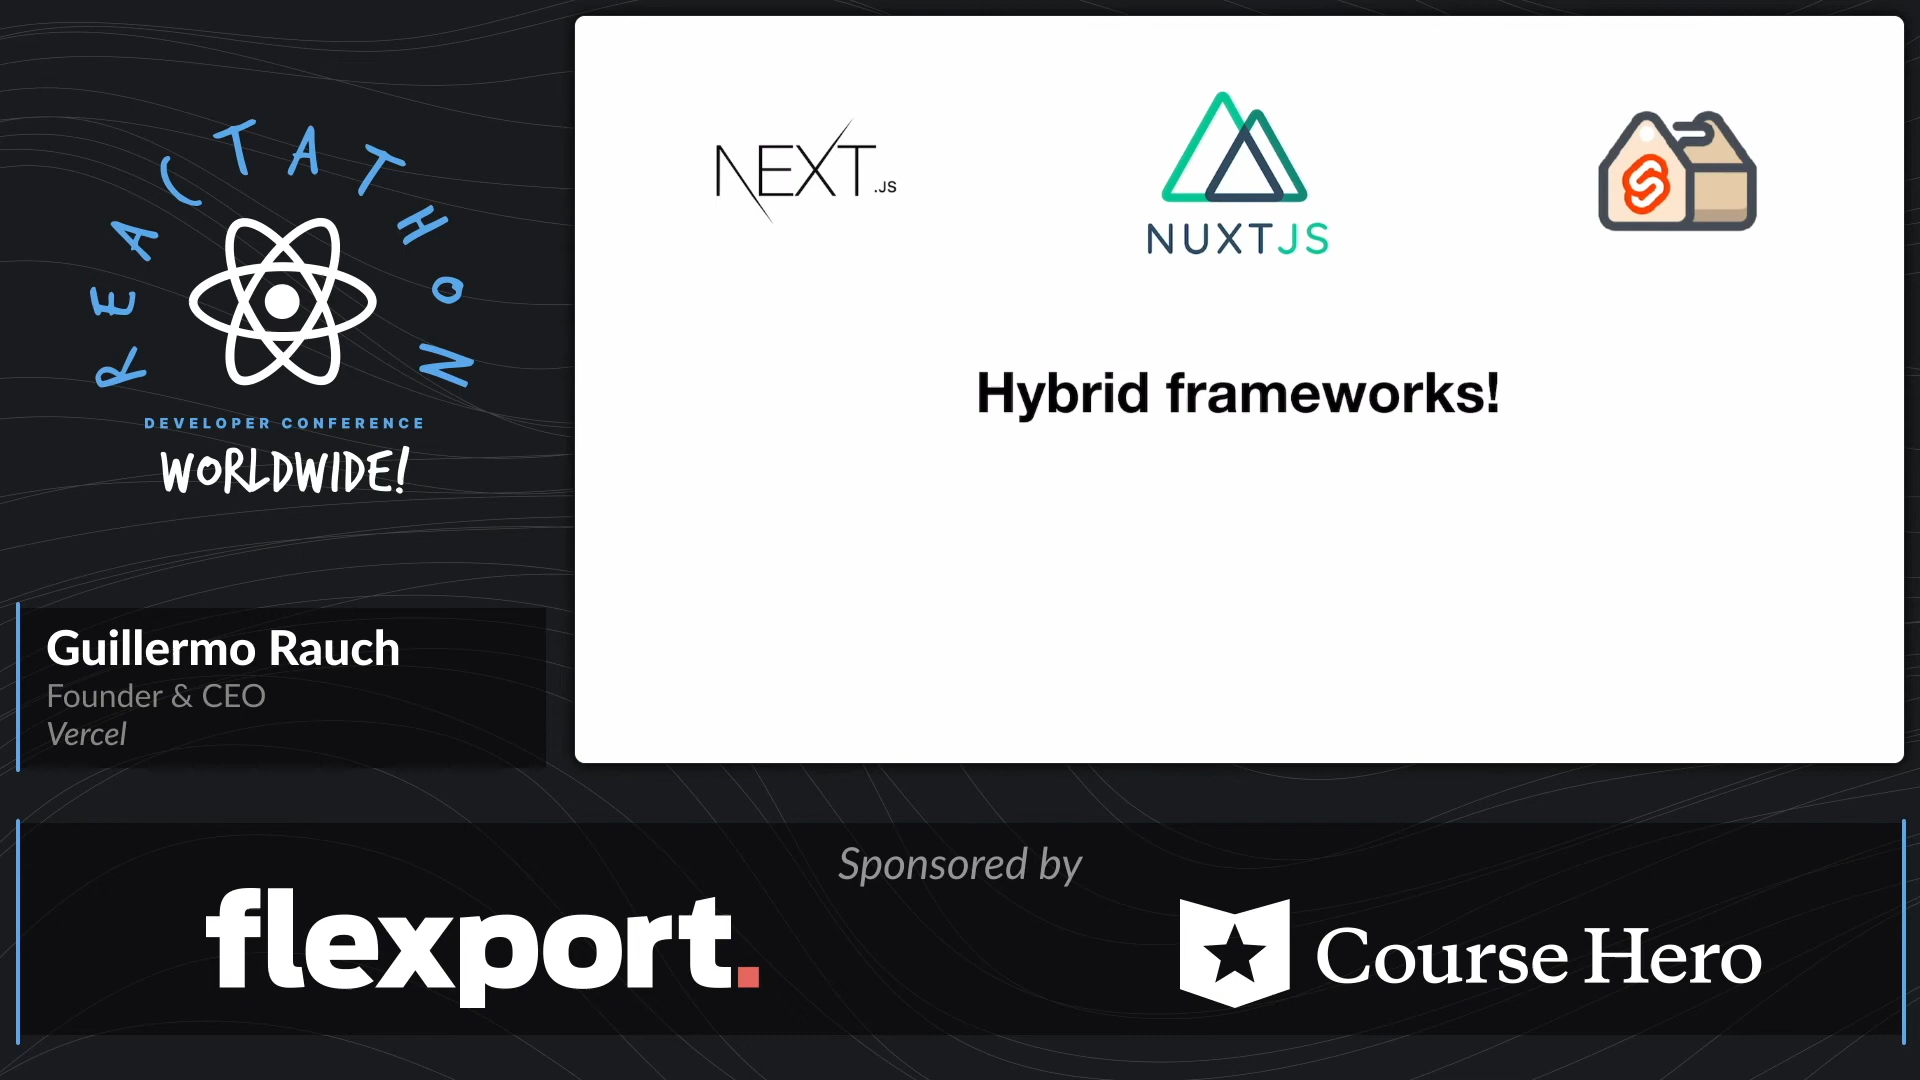 REACTATHON
DEVELOPER CONFERENCE
WORLDWIDE!
NEXT.JS
NUXTJS
Hybrid frameworks!
Guillermo Rauch
Founder & CEO
Vercel
Sponsored by
flexport.
Course Hero